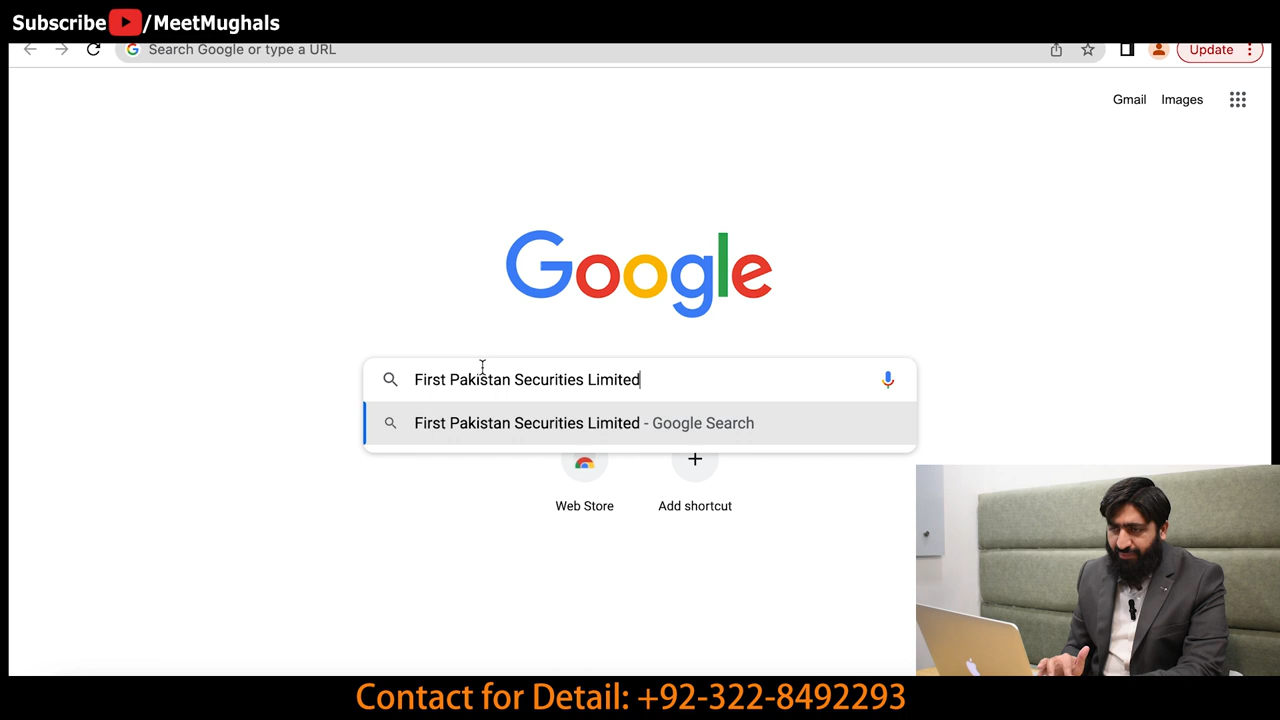 Subscribe /MeetMughals
Search Google or type a URL
Update
Gmail Images
Google
First Pakistan Securities Limited
First Pakistan Securities Limited - Google Search
Web Store
Add shortcut
Contact for Detail: +92-322-8492293